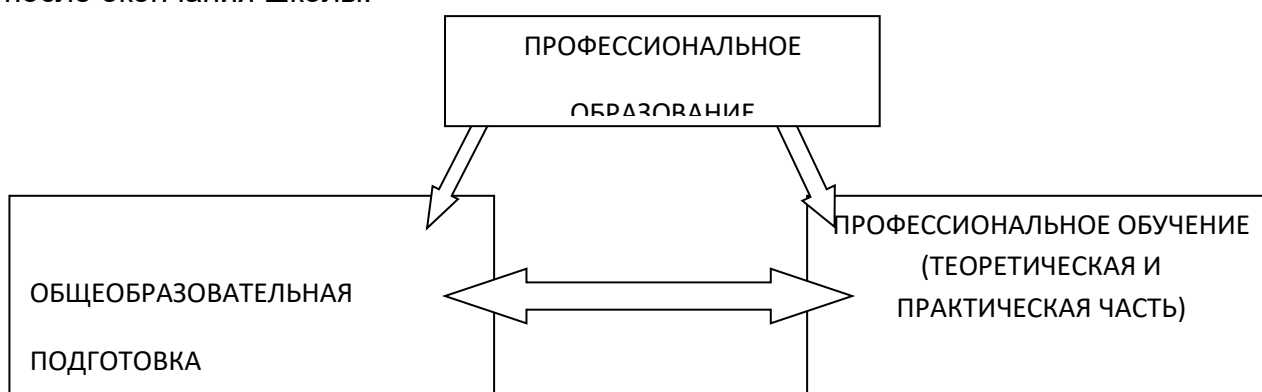 после окончания школы.
ПРОФЕССИОНАЛЬНОЕ
ОБРАЗОВАНИЕ
ОБЩЕОБРАЗОВАТЕЛЬНАЯ
ПОДГОТОВКА
ПРОФЕССИОНАЛЬНОЕ ОБУЧЕНИЕ
(ТЕОРЕТИЧЕСКАЯ И
ПРАКТИЧЕСКАЯ ЧАСТЬ)